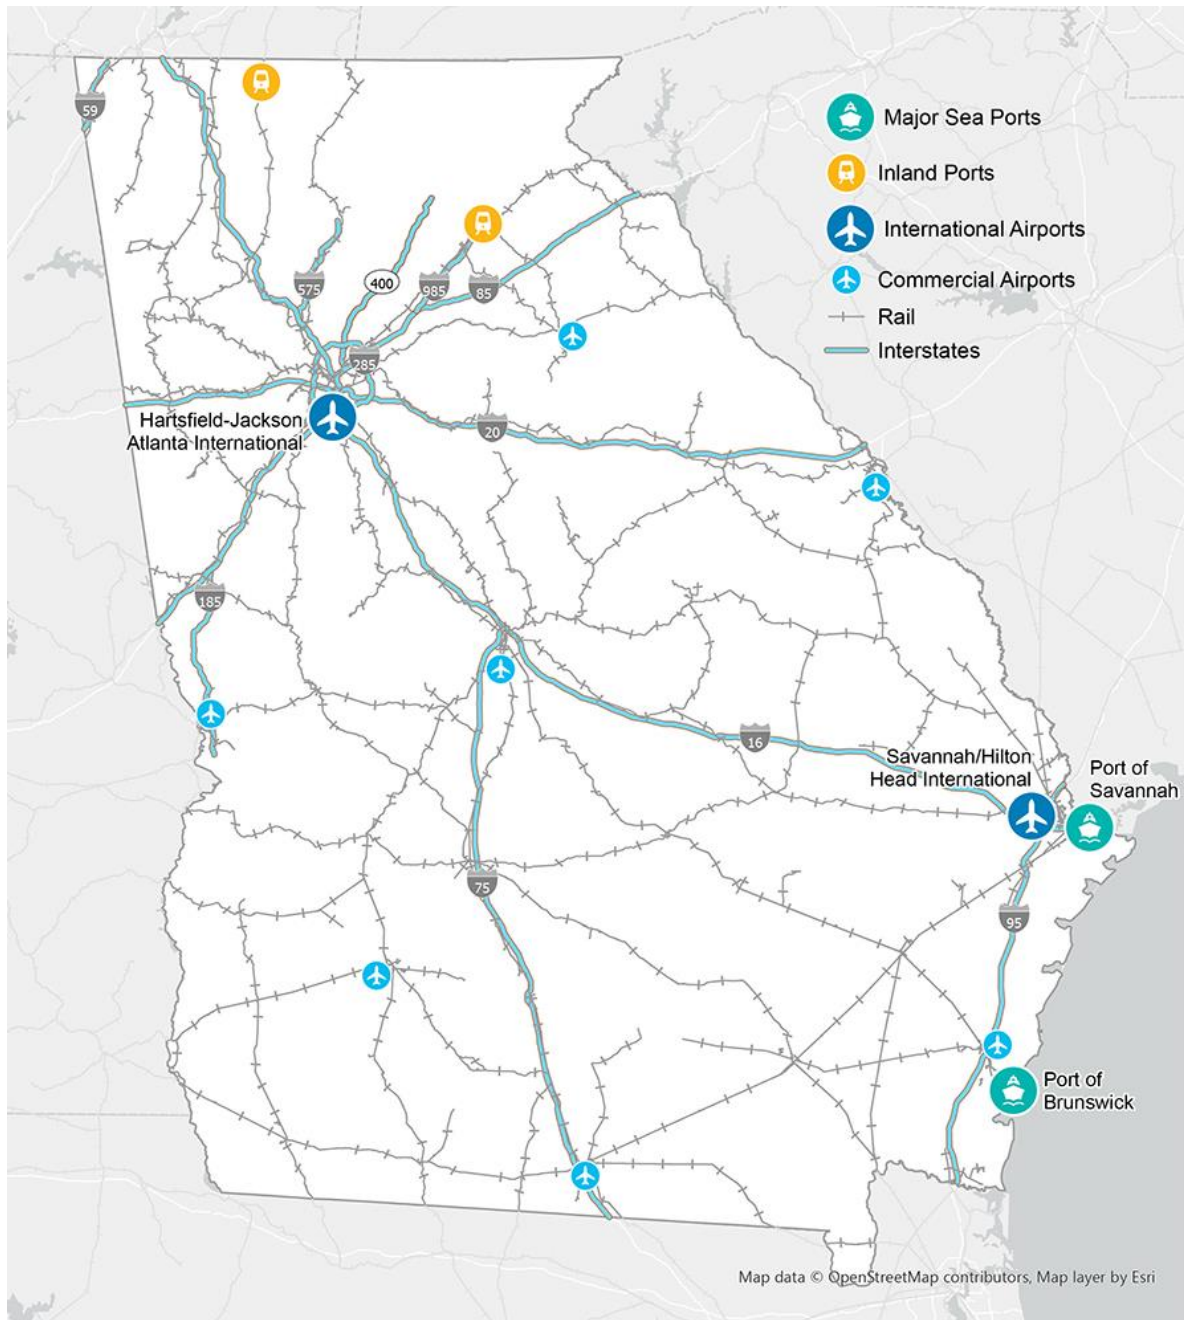 59
Major Sea Ports
Inland Ports
International Airports
Commercial Airports
Rail
Interstates
575
400
985
85
285
Hartsfield-Jackson
Atlanta International
20
185
16
Savannah/Hilton
Head International
Port of
Savannah
75
95
Port of
Brunswick
Map data © OpenStreetMap contributors, Map layer by Esri